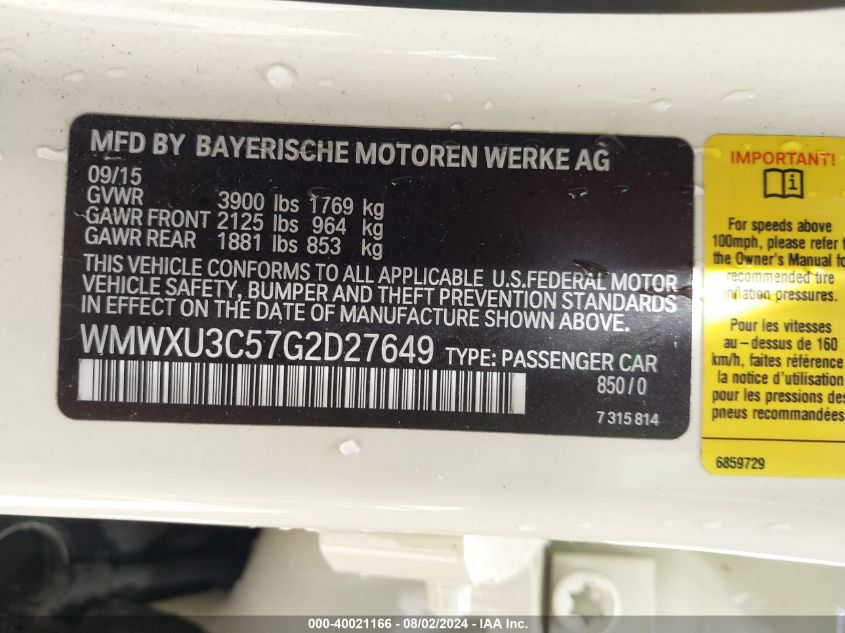 MFD BY BAYERISCHE MOTOREN WERKE AG
09/15
GVWR 3900 lbs 1769 kg
GAWR FRONT 2125 lbs 964 kg
GAWR REAR 1881 lbs 853 kg
THIS VEHICLE CONFORMS TO ALL APPLICABLE U.S.FEDERAL MOTOR
VEHICLE SAFETY, BUMPER AND THEFT PREVENTION STANDARDS
IN EFFECT ON THE DATE OF MANUFACTURE SHOWN ABOVE.
WMWXU3C57G2D27649 TYPE: PASSENGER CAR
850/0
7 315 814
IMPORTANT!
For speeds above
100mph, please refer t
the Owner's Manual fo
recommended tire
inflation pressures.
Pour les vitesses
au-dessus de 160
km/h, faites référence
la notice d'utilisation
pour les pressions de
pneus recommandées
6859729
000-40021166 - 08/02/2024 - IAA Inc.